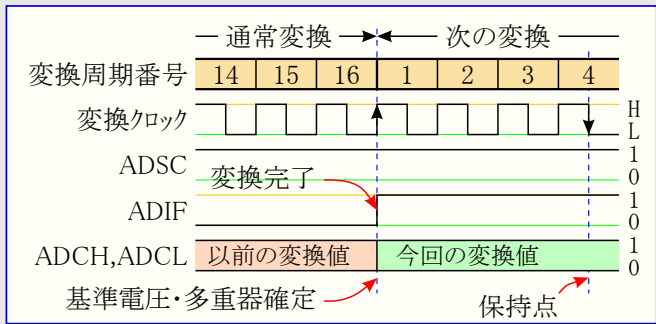 通常変換 次の変換
変換周期番号 14 15 16 1 2 3 4
変換ｸﾛｯｸ H L
ADSC 1 0
変換完了
ADIF 1 0
ADCH,ADCL 以前の変換値 今回の変換値 1 0
基準電圧･多重器確定 保持点